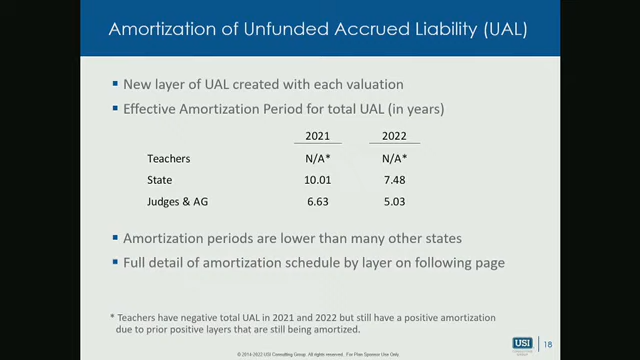 Amortization of Unfunded Accrued Liability (UAL)
▪ New layer of UAL created with each valuation
▪ Effective Amortization Period for total UAL (in years)
2021 2022
Teachers N/A* N/A*
State 10.01 7.48
Judges & AG 6.63 5.03
▪ Amortization periods are lower than many other states
▪ Full detail of amortization schedule by layer on following page
* Teachers have negative total UAL in 2021 and 2022 but still have a positive amortization
due to prior positive layers that are still being amortized.
© 2014-2022 USI Consulting Group. All rights reserved. For Plan Sponsor Use Only.
USI
CONSULTING
GROUP
18